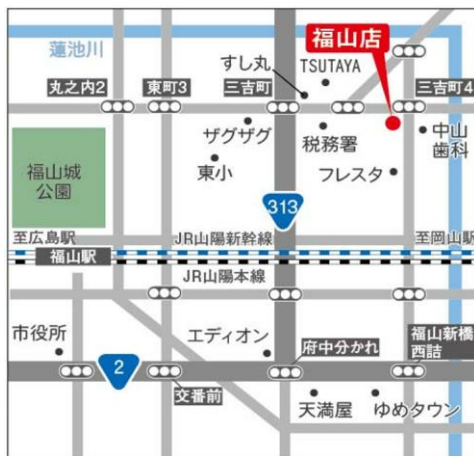 蓮池川
福山店
すし丸
TSUTAYA
丸之内2
東町3
三吉町
三吉町4
ザグザグ
税務署
中山
歯科
東小
フレスタ
福山城
公園
313
至広島駅
JR山陽新幹線
至岡山駅
福山駅
JR山陽本線
市役所
エディオン
府中分かれ
福山新橋
西詰
2
交番前
天満屋
ゆめタウン